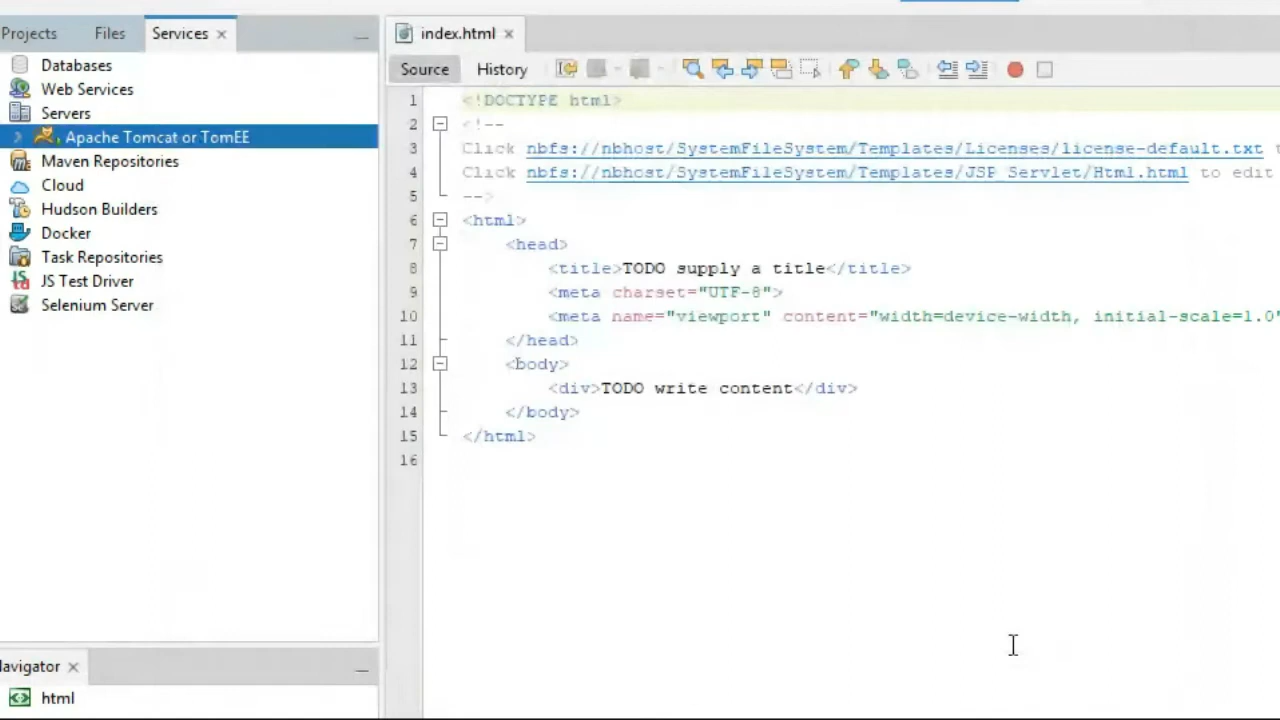 Projects Files Services
Databases
Web Services
Servers
Apache Tomcat or TomEE
Maven Repositories
Cloud
Hudson Builders
Docker
Task Repositories
JS Test Driver
Selenium Server
avigator
html
index.html
Source History
1 <!DOCTYPE html>
2 <!--
3 Click nbfs://nbhost/SystemFileSystem/Templates/Licenses/license-default.txt t
4 Click nbfs://nbhost/SystemFileSystem/Templates/JSP_Servlet/Html.html to edit
5 -->
6 <html>
7 <head>
8 <title>TODO supply a title</title>
9 <meta charset="UTF-8">
10 <meta name="viewport" content="width=device-width, initial-scale=1.0"
11 </head>
12 <body>
13 <div>TODO write content</div>
14 </body>
15 </html>
16